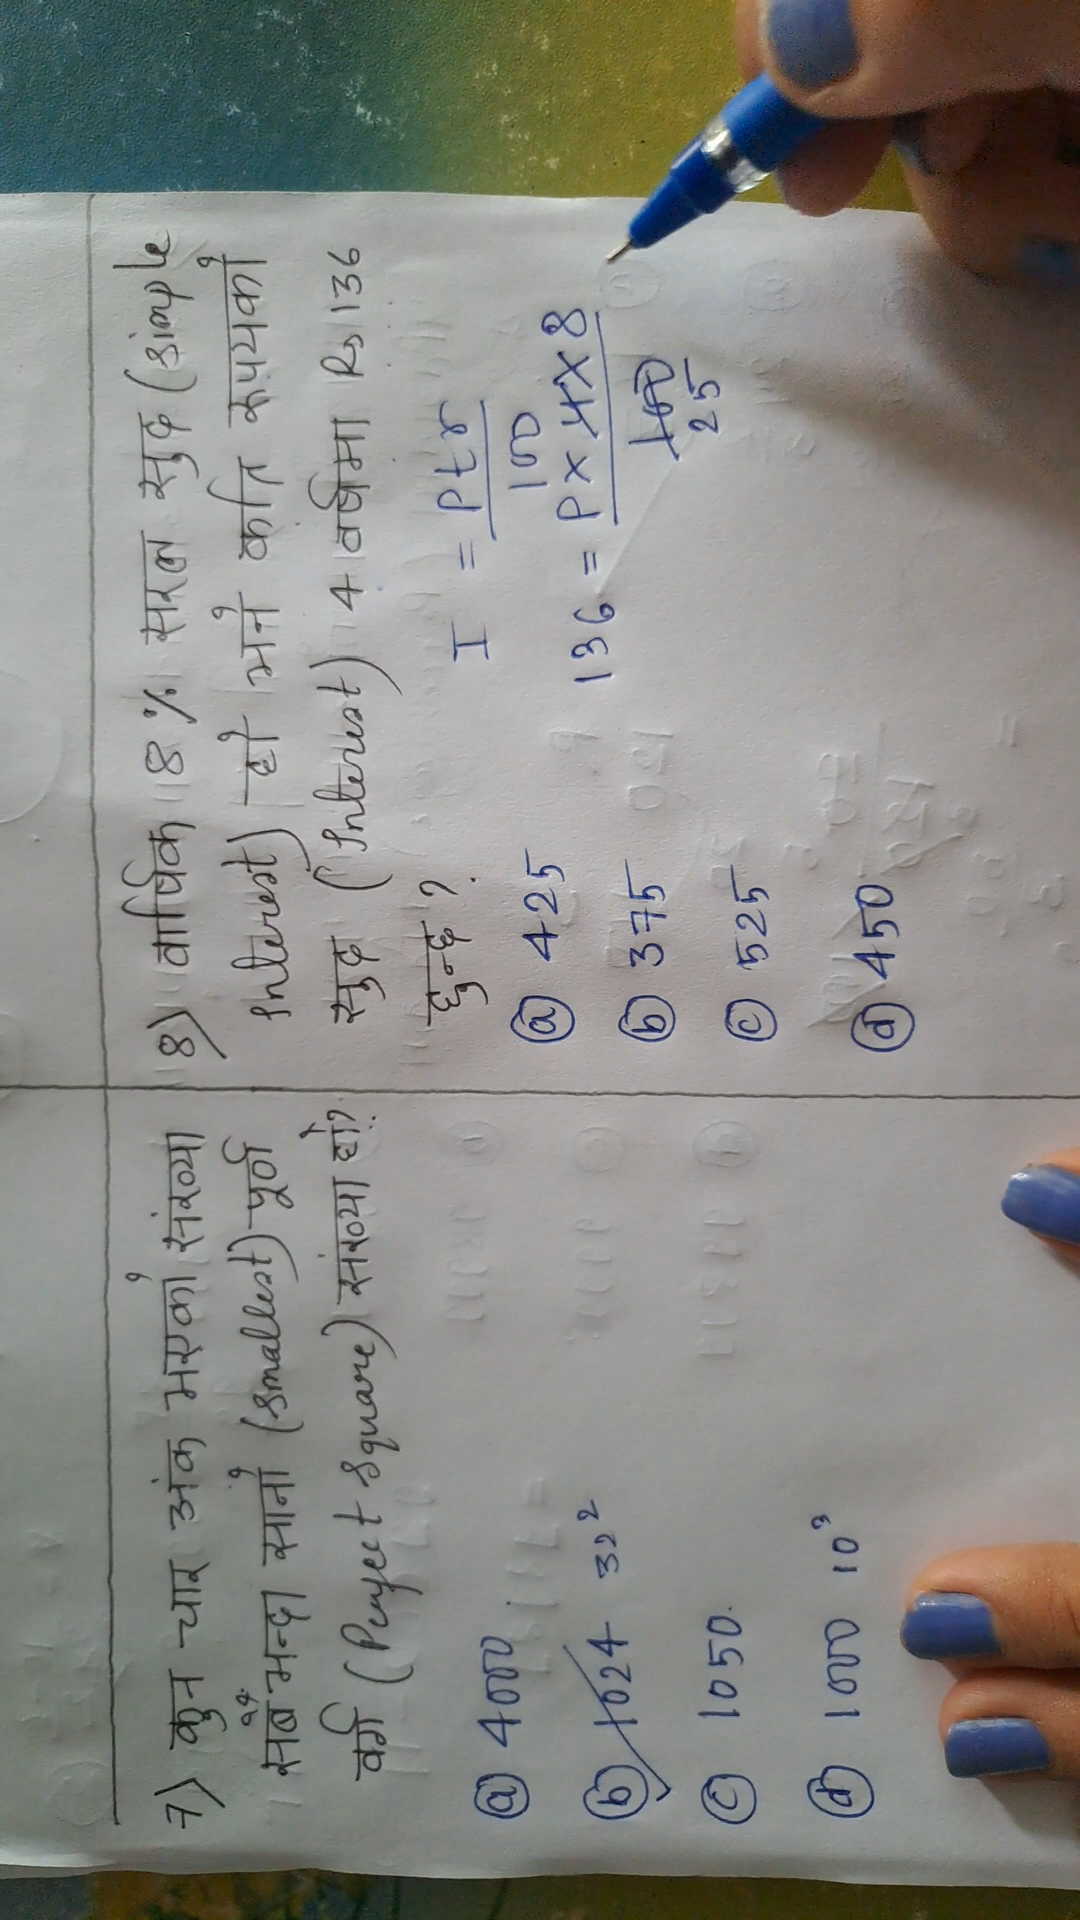 7) कुन चार अंक भएको संख्या
सब भन्दा सानो (smallest) पूर्ण
वर्ग (Perfect square) संख्या हो?
ⓐ 4000
ⓑ 1024 32²
ⓒ 1050.
ⓓ 1000 10³
8) वार्षिक 8% सरल सुद (simple
Interest) हो भने कति रुपयको
सुद (Interest) 4 वर्षमा Rs 136
हुन्छ?
ⓐ 425
ⓑ 375
ⓒ 525
ⓓ 450
I = Ptr
100
136 = P×4×8
100
25